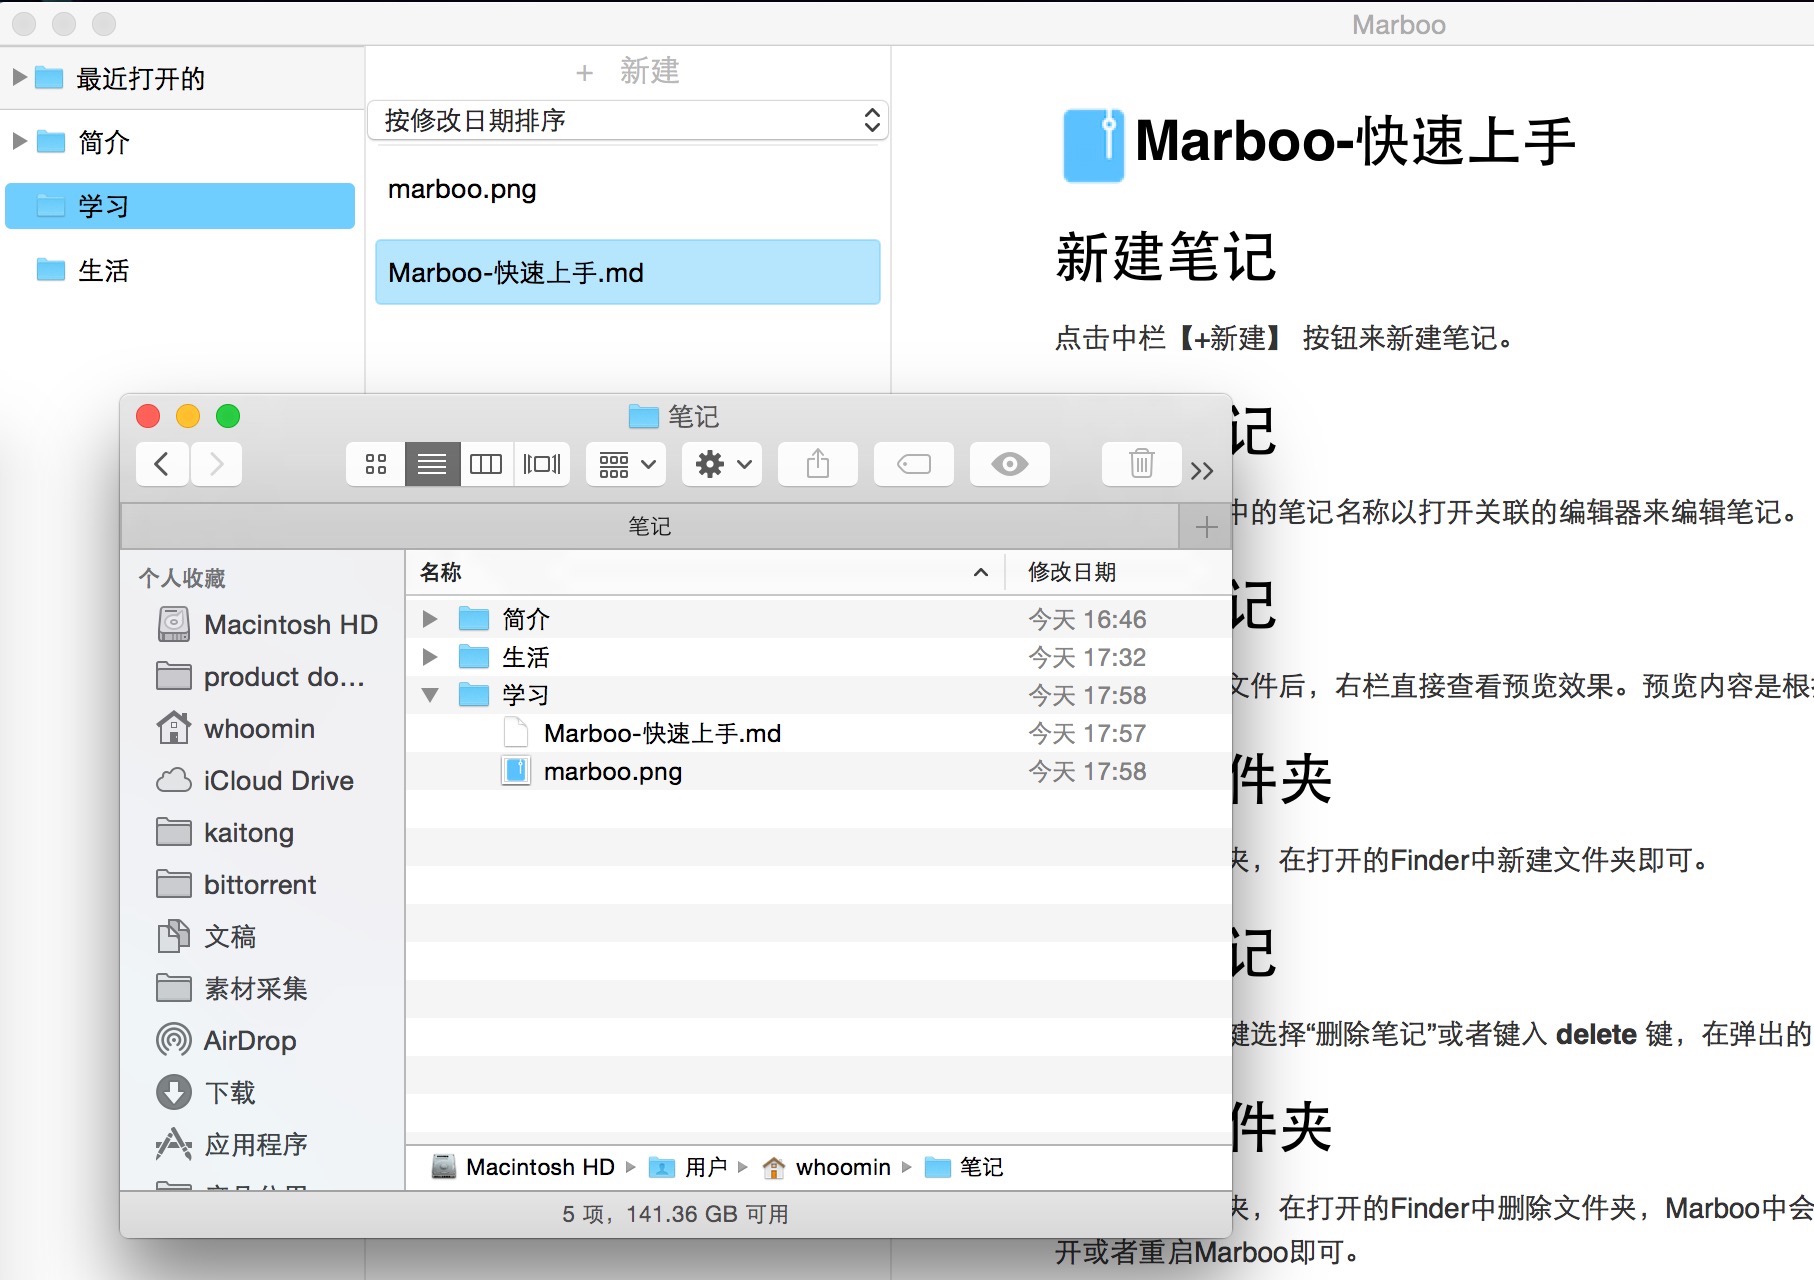 Marboo
最近打开的
简介
学习
生活
+ 新建
按修改日期排序
marboo.png
Marboo-快速上手.md
Marboo-快速上手
新建笔记
点击中栏【+新建】 按钮来新建笔记。
记
中的笔记名称以打开关联的编辑器来编辑笔记。
记
文件后，右栏直接查看预览效果。预览内容是根
件夹
夹，在打开的Finder中新建文件夹即可。
记
键选择“删除笔记”或者键入 delete 键，在弹出的
件夹
夹，在打开的Finder中删除文件夹，Marboo中会
开或者重启Marboo即可。
笔记
笔记
个人收藏
Macintosh HD
product do...
whoomin
iCloud Drive
kaitong
bittorrent
文稿
素材采集
AirDrop
下载
应用程序
名称 修改日期
简介 今天 16:46
生活 今天 17:32
学习 今天 17:58
Marboo-快速上手.md 今天 17:57
marboo.png 今天 17:58
Macintosh HD 用户 whoomin 笔记
5 项，141.36 GB 可用